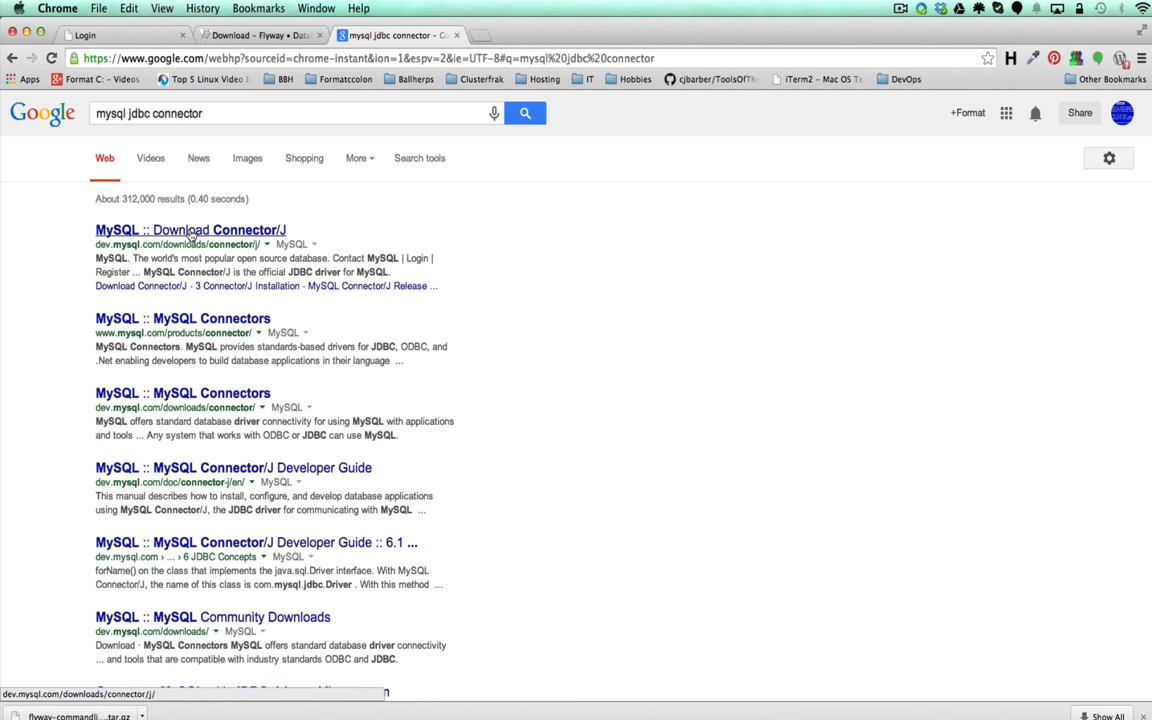 Chrome File Edit View History Bookmarks Window Help
Login
Download - Flyway • Data
mysql jdbc connector - Go
https://www.google.com/webhp?sourceid=chrome-instant&ion=1&espv=2&ie=UTF-8#q=mysql%20jdbc%20connector
Apps Format C: - Videos Top 5 Linux Video E BBH Formatccolon Ballherps Clusterfrak Hosting IT Hobbies cjbarber/ToolsOfTh iTerm2 - Mac OS Te DevOps Other Bookmarks
Google mysql jdbc connector +Format Share
Web Videos News Images Shopping More Search tools
About 312,000 results (0.40 seconds)
MySQL :: Download Connector/J
dev.mysql.com/downloads/connector/j/ MySQL
MySQL. The world's most popular open source database. Contact MySQL | Login |
Register ... MySQL Connector/J is the official JDBC driver for MySQL.
Download Connector/J - 3 Connector/J Installation - MySQL Connector/J Release ...
MySQL :: MySQL Connectors
www.mysql.com/products/connector/ MySQL
MySQL Connectors. MySQL provides standards-based drivers for JDBC, ODBC, and
.Net enabling developers to build database applications in their language ...
MySQL :: MySQL Connectors
dev.mysql.com/downloads/connector/ MySQL
MySQL offers standard database driver connectivity for using MySQL with applications
and tools ... Any system that works with ODBC or JDBC can use MySQL.
MySQL :: MySQL Connector/J Developer Guide
dev.mysql.com/doc/connector-j/en/ MySQL
This manual describes how to install, configure, and develop database applications
using MySQL Connector/J, the JDBC driver for communicating with MySQL ...
MySQL :: MySQL Connector/J Developer Guide :: 6.1 ...
dev.mysql.com › ... › 6 JDBC Concepts MySQL
forName() on the class that implements the java.sql.Driver interface. With MySQL
Connector/J, the name of this class is com.mysql.jdbc.Driver . With this method ...
MySQL :: MySQL Community Downloads
dev.mysql.com/downloads/ MySQL
Download · MySQL Connectors MySQL offers standard database driver connectivity
... and tools that are compatible with industry standards ODBC and JDBC.
dev.mysql.com/downloads/connector/j/
flyway-commandli....tar.gz Show All